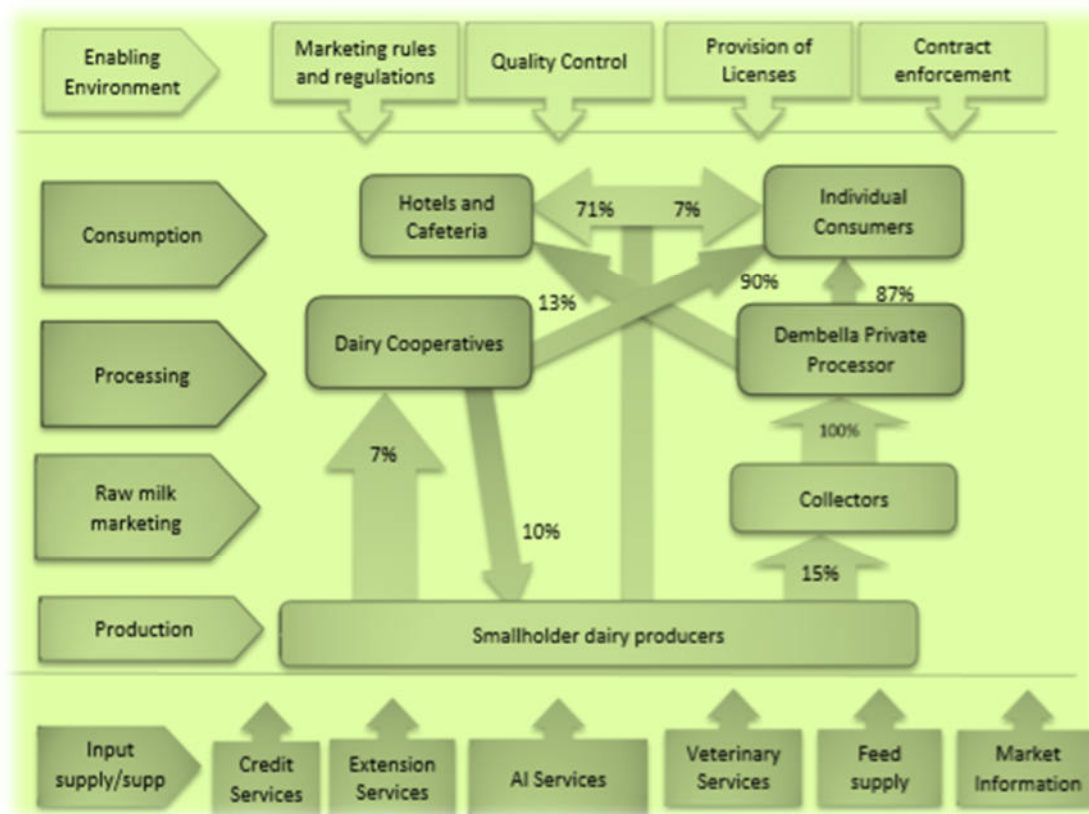 Enabling
Environment
Marketing rules
and regulations
Quality Control
Provision of
Licenses
Contract
enforcement
Consumption
Hotels and
Cafeteria
71%
7%
Individual
Consumers
13%
90%
87%
Processing
Dairy Cooperatives
Dembella Private
Processor
7%
100%
Raw milk
marketing
Collectors
10%
15%
Production
Smallholder dairy producers
Input
supply/supp
Credit
Services
Extension
Services
AI Services
Veterinary
Services
Feed
supply
Market
Information